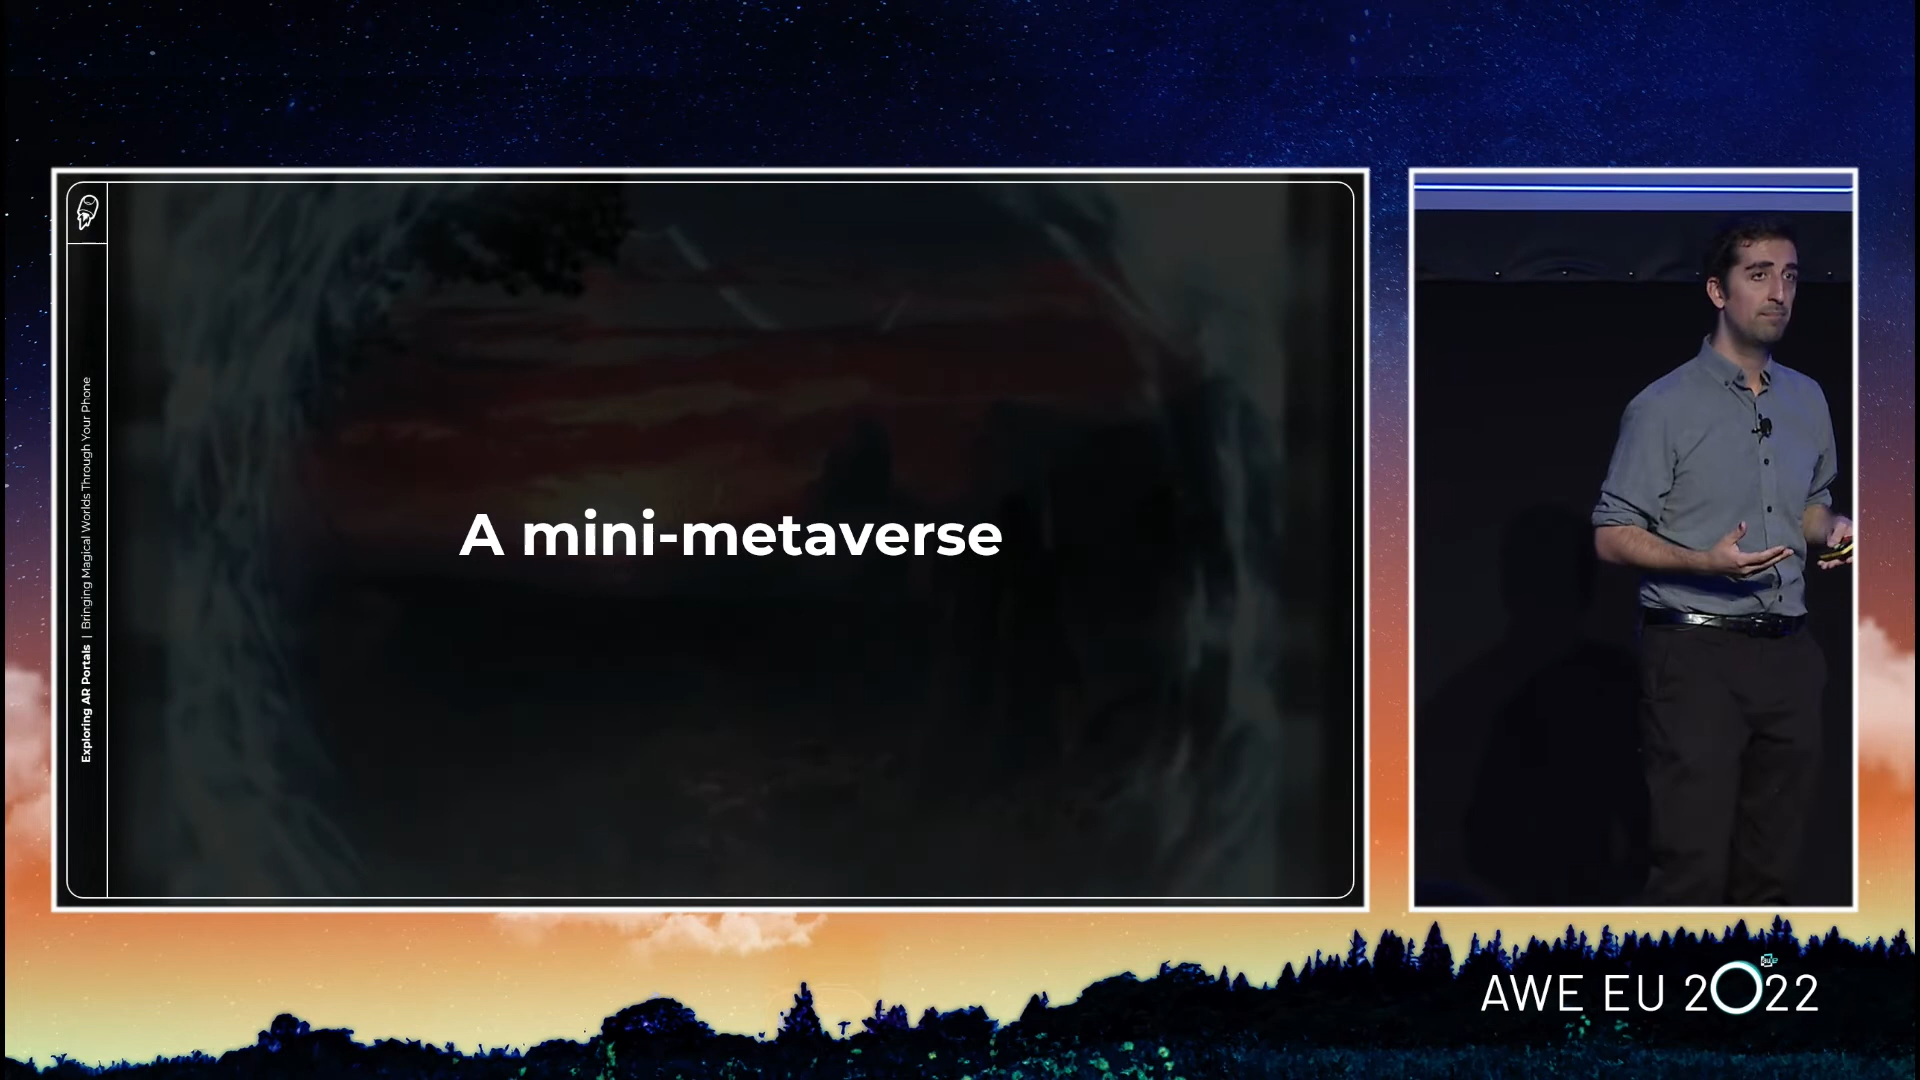 Exploring AR Portals | Bringing Magical Worlds Through Your Phone
A mini-metaverse
AWE EU 2022